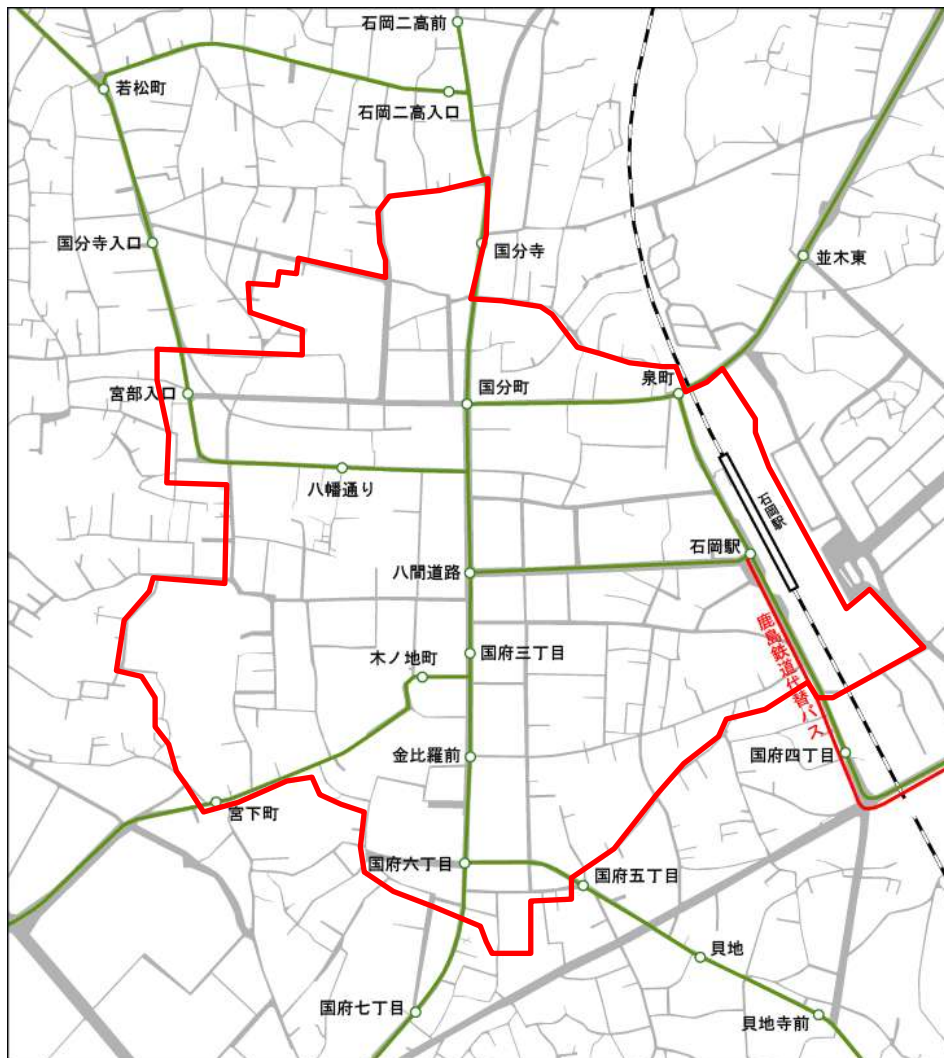 石岡二高前
若松町
石岡二高入口
国分寺入口
国分寺
並木東
宮部入口
国分町
泉町
八幡通り
石岡駅
石岡駅
八間道路
鹿島鉄道代替バス
木ノ地町
国府三丁目
金比羅前
国府四丁目
宮下町
国府六丁目
国府五丁目
貝地
国府七丁目
貝地寺前